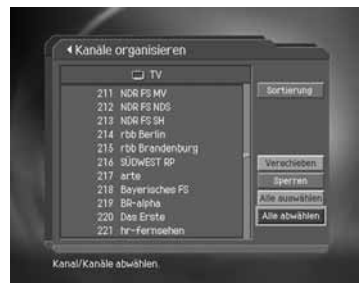 Kanäle organisieren
TV
211 NDR FS MV
212 NDR FS NDS
213 NDR FS SH
214 rbb Berlin
215 rbb Brandenburg
216 SÜDWEST RP
217 arte
218 Bayerisches FS
219 BR-alpha
220 Das Erste
221 hr-fernsehen
Sortierung
Verschieben
Sperren
Alle auswählen
Alle abwählen
Kanal/Kanäle abwählen.